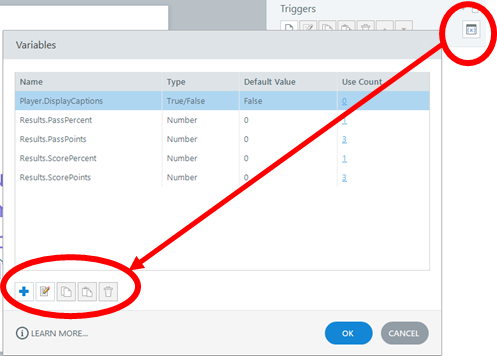 Triggers
Variables
Name Type Default Value Use Count
Player.DisplayCaptions True/False False 0
Results.PassPercent Number 0 1
Results.PassPoints Number 0 3
Results.ScorePercent Number 0 1
Results.ScorePoints Number 0 3
LEARN MORE... OK CANCEL